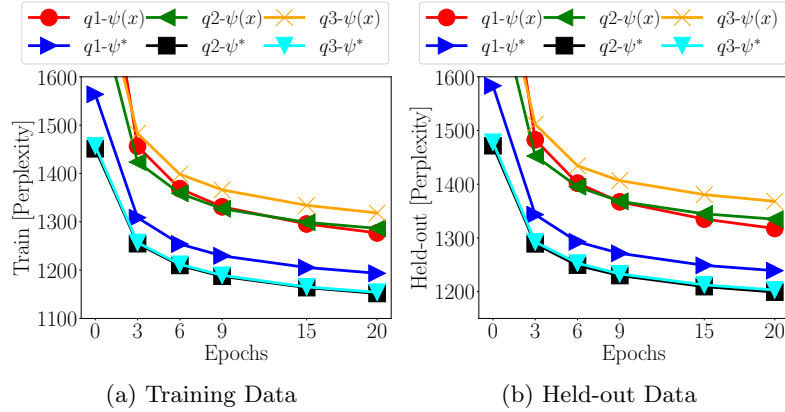 q1-ψ(x) q2-ψ(x) q3-ψ(x)
q1-ψ* q2-ψ* q3-ψ*
1600
1500
1400
1300
1200
1100
Train [Perplexity]
0 3 6 9 15 20
Epochs
(a) Training Data
q1-ψ(x) q2-ψ(x) q3-ψ(x)
q1-ψ* q2-ψ* q3-ψ*
1600
1500
1400
1300
1200
Held-out [Perplexity]
0 3 6 9 15 20
Epochs
(b) Held-out Data